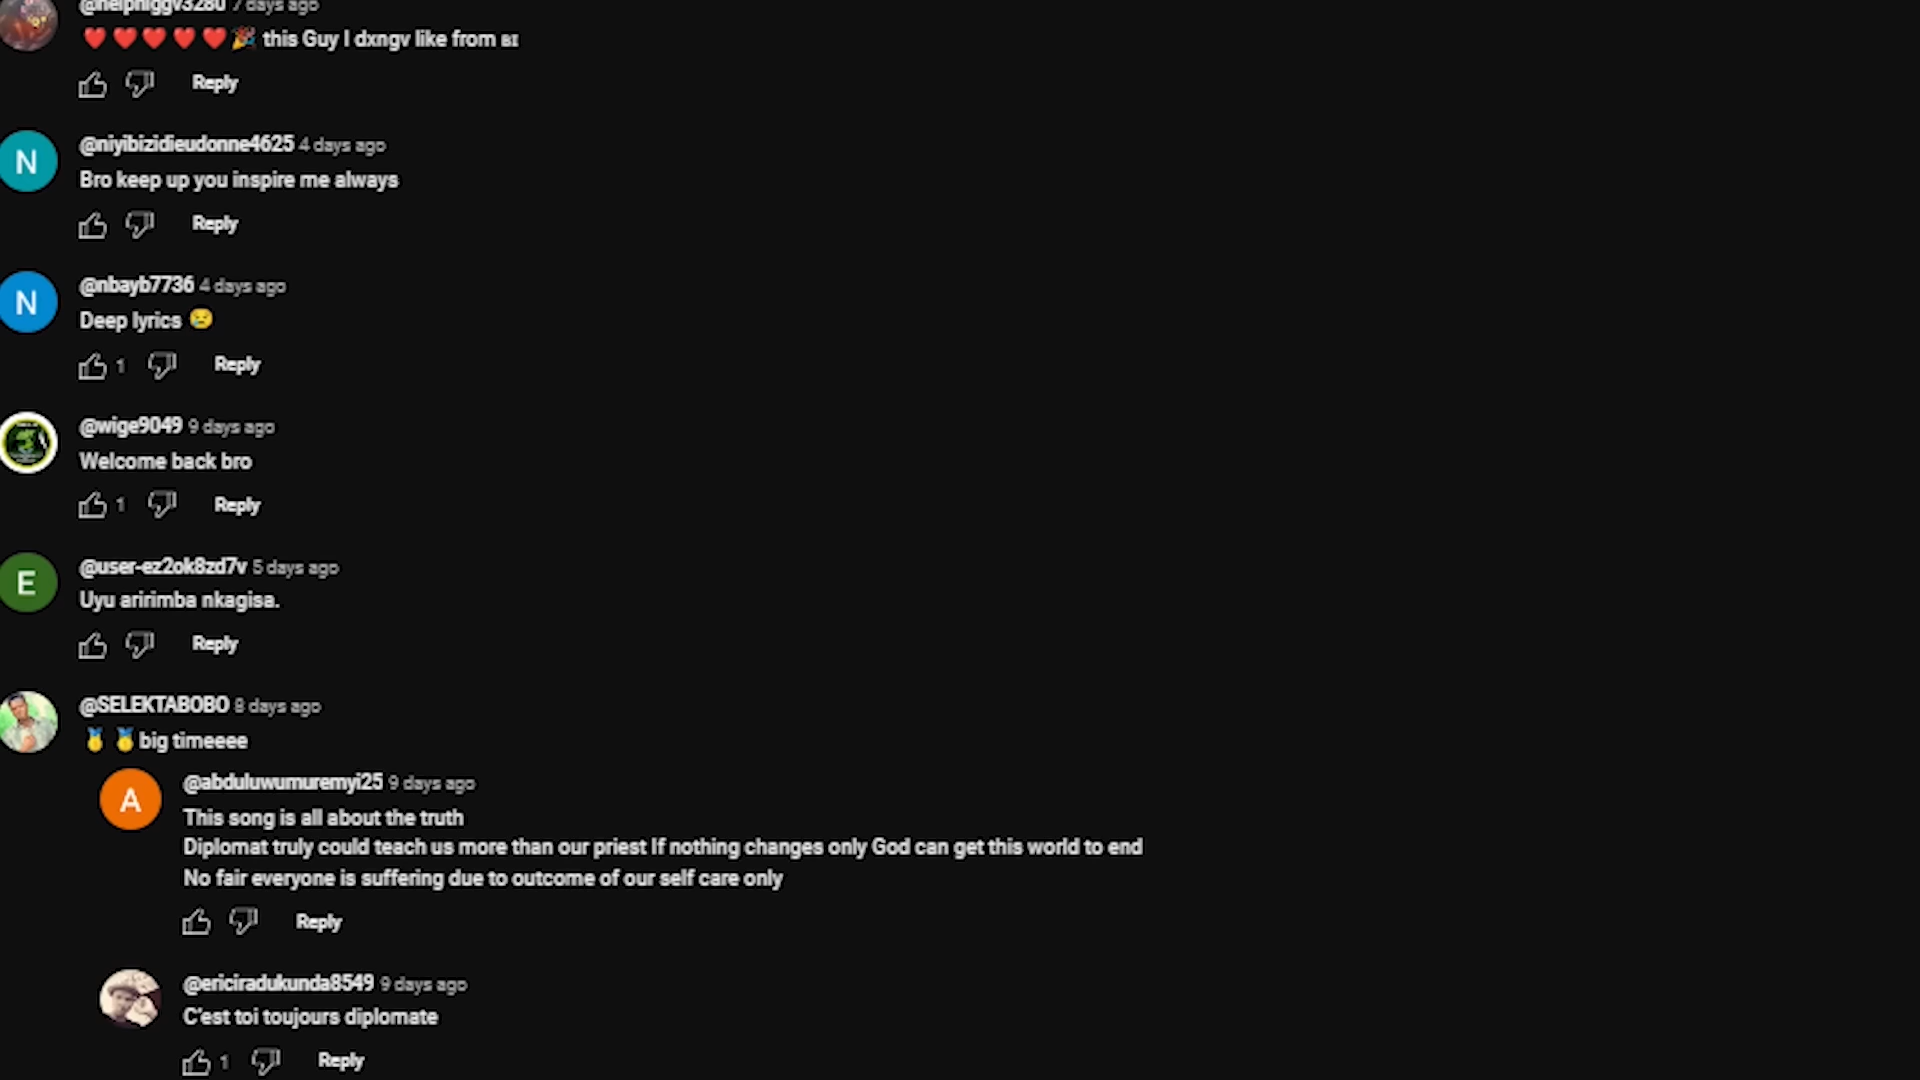 7 days ago
❤️❤️❤️❤️❤️🎉 this Guy I dxngv like from BI
Reply
N
@niyibizidieudonne4625 4 days ago
Bro keep up you inspire me always
Reply
N
@nbayb7736 4 days ago
Deep lyrics 😢
1 Reply
@wige9049 9 days ago
Welcome back bro
1 Reply
E
@user-ez2ok8zd7v 5 days ago
Uyu aririmba nkagisa.
Reply
@SELEKTABOBO 8 days ago
🥇🥇big timeeee
A
@abduluwumuremyi25 9 days ago
This song is all about the truth
Diplomat truly could teach us more than our priest If nothing changes only God can get this world to end
No fair everyone is suffering due to outcome of our self care only
Reply
@ericiradukunda8549 9 days ago
C'est toi toujours diplomate
1 Reply